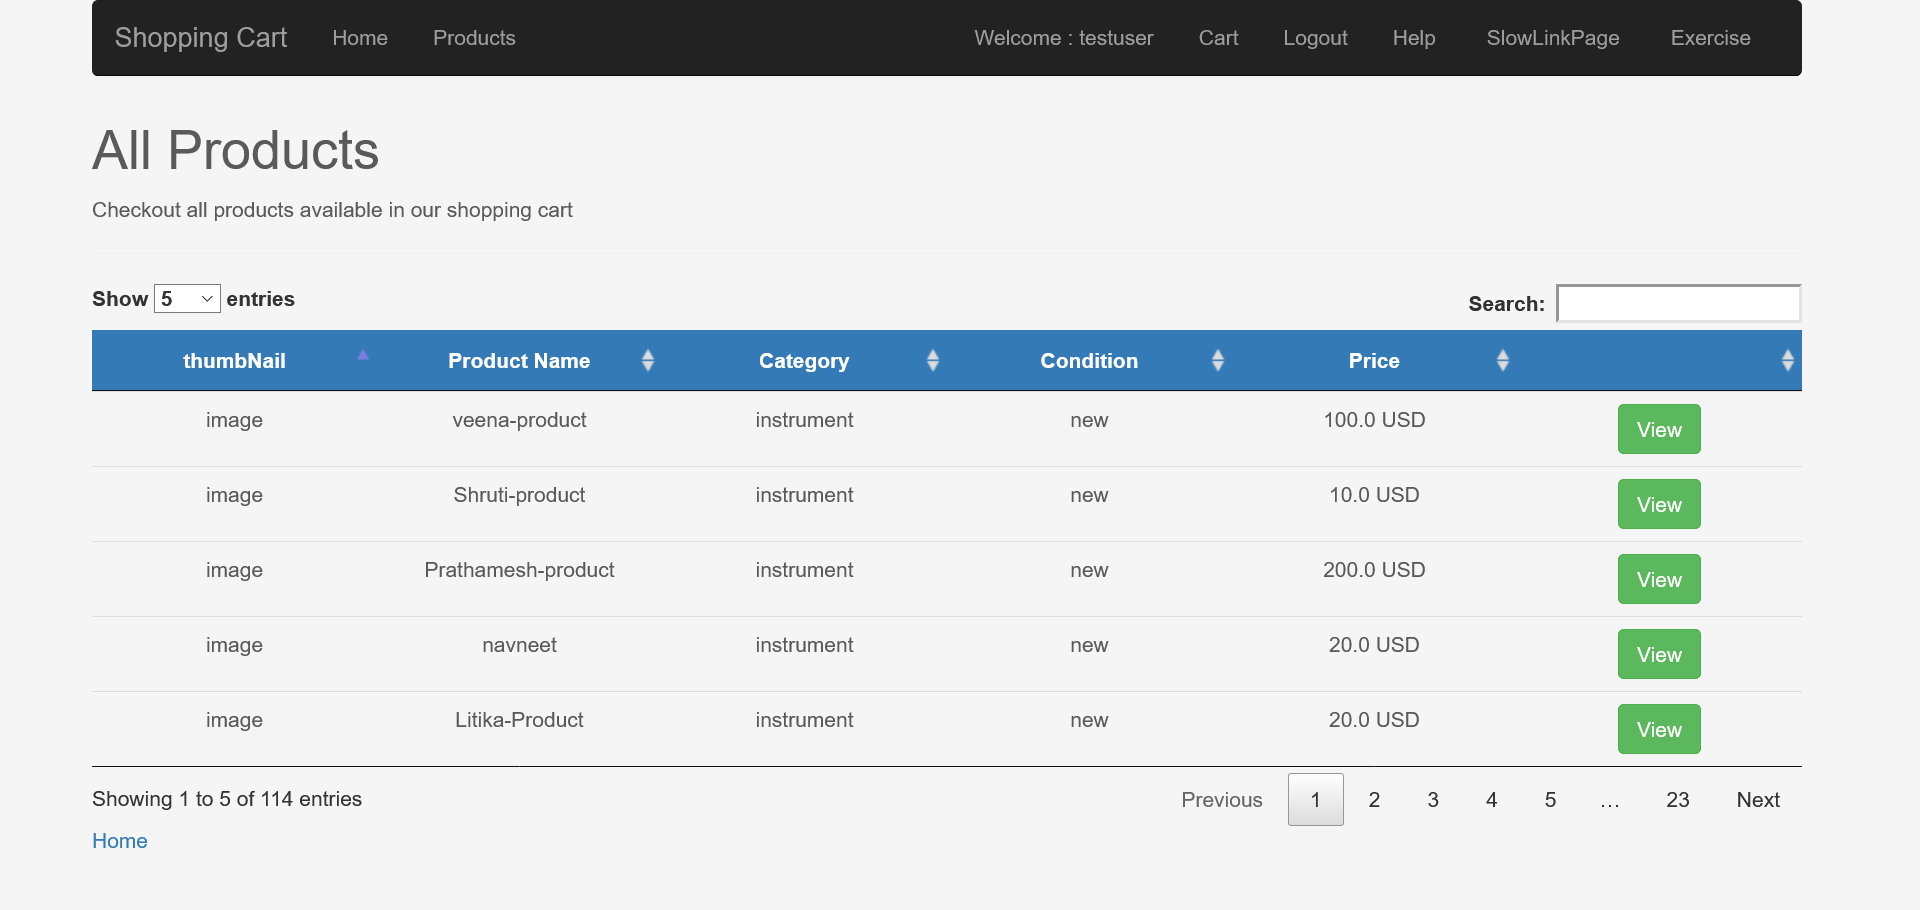 Shopping Cart Home Products Welcome : testuser Cart Logout Help SlowLinkPage Exercise
All Products
Checkout all products available in our shopping cart
Show 5 entries Search:
thumbNail Product Name Category Condition Price
image veena-product instrument new 100.0 USD View
image Shruti-product instrument new 10.0 USD View
image Prathamesh-product instrument new 200.0 USD View
image navneet instrument new 20.0 USD View
image Litika-Product instrument new 20.0 USD View
Showing 1 to 5 of 114 entries Previous 1 2 3 4 5 … 23 Next
Home